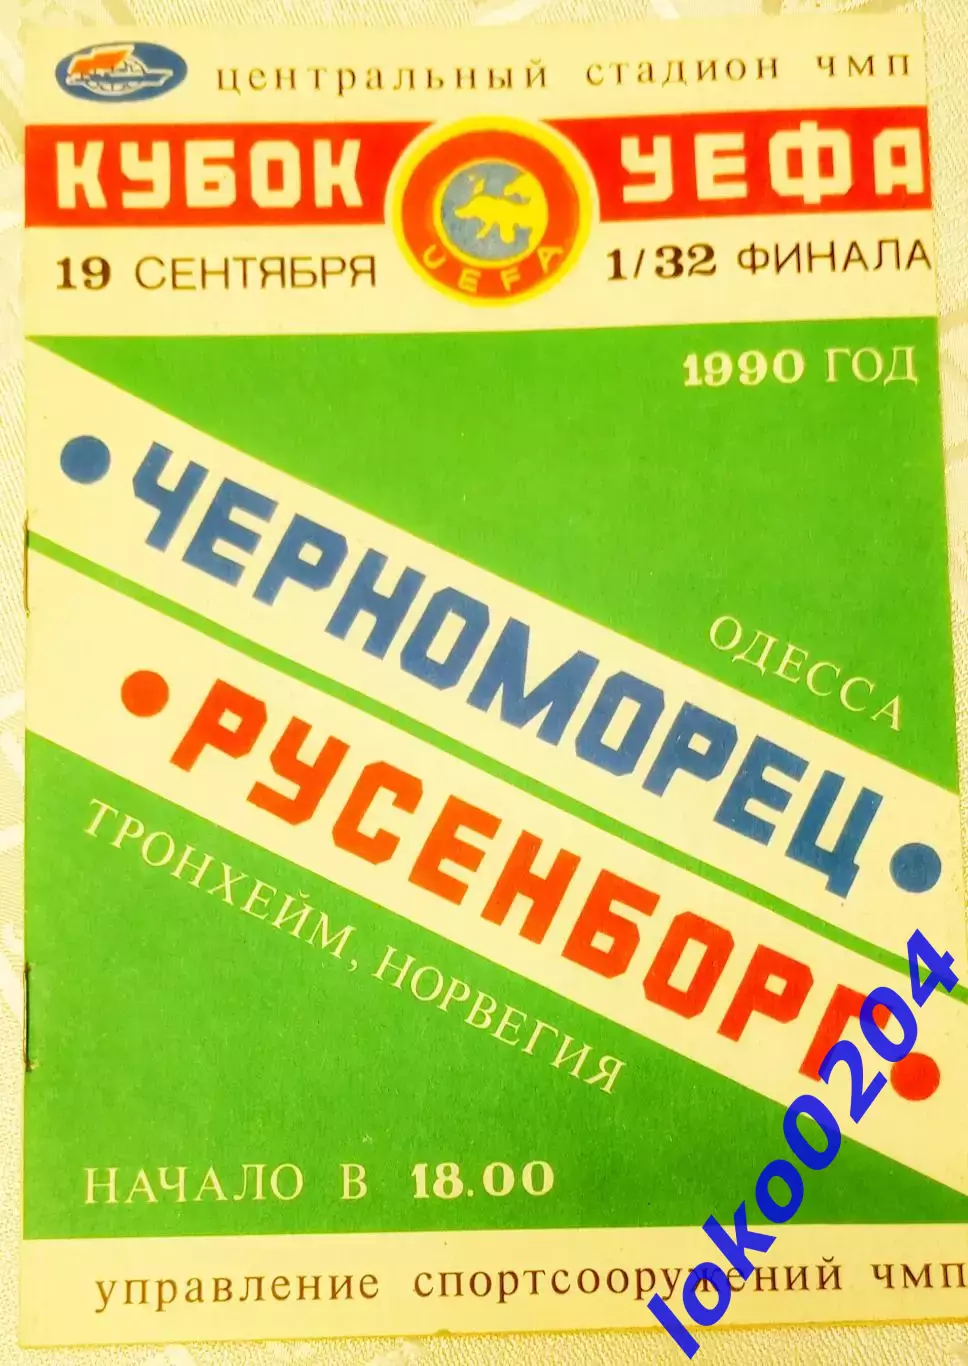 центральный стадион чмп
КУБОК УЕФА
UEFA
19 СЕНТЯБРЯ 1/32 ФИНАЛА
1990 ГОД
ЧЕРНОМОРЕЦ
ОДЕССА
РУСЕНБОРГ
ТРОНХЕЙМ, НОРВЕГИЯ
НАЧАЛО В 18.00
управление спортсооружений чмп
loko0204